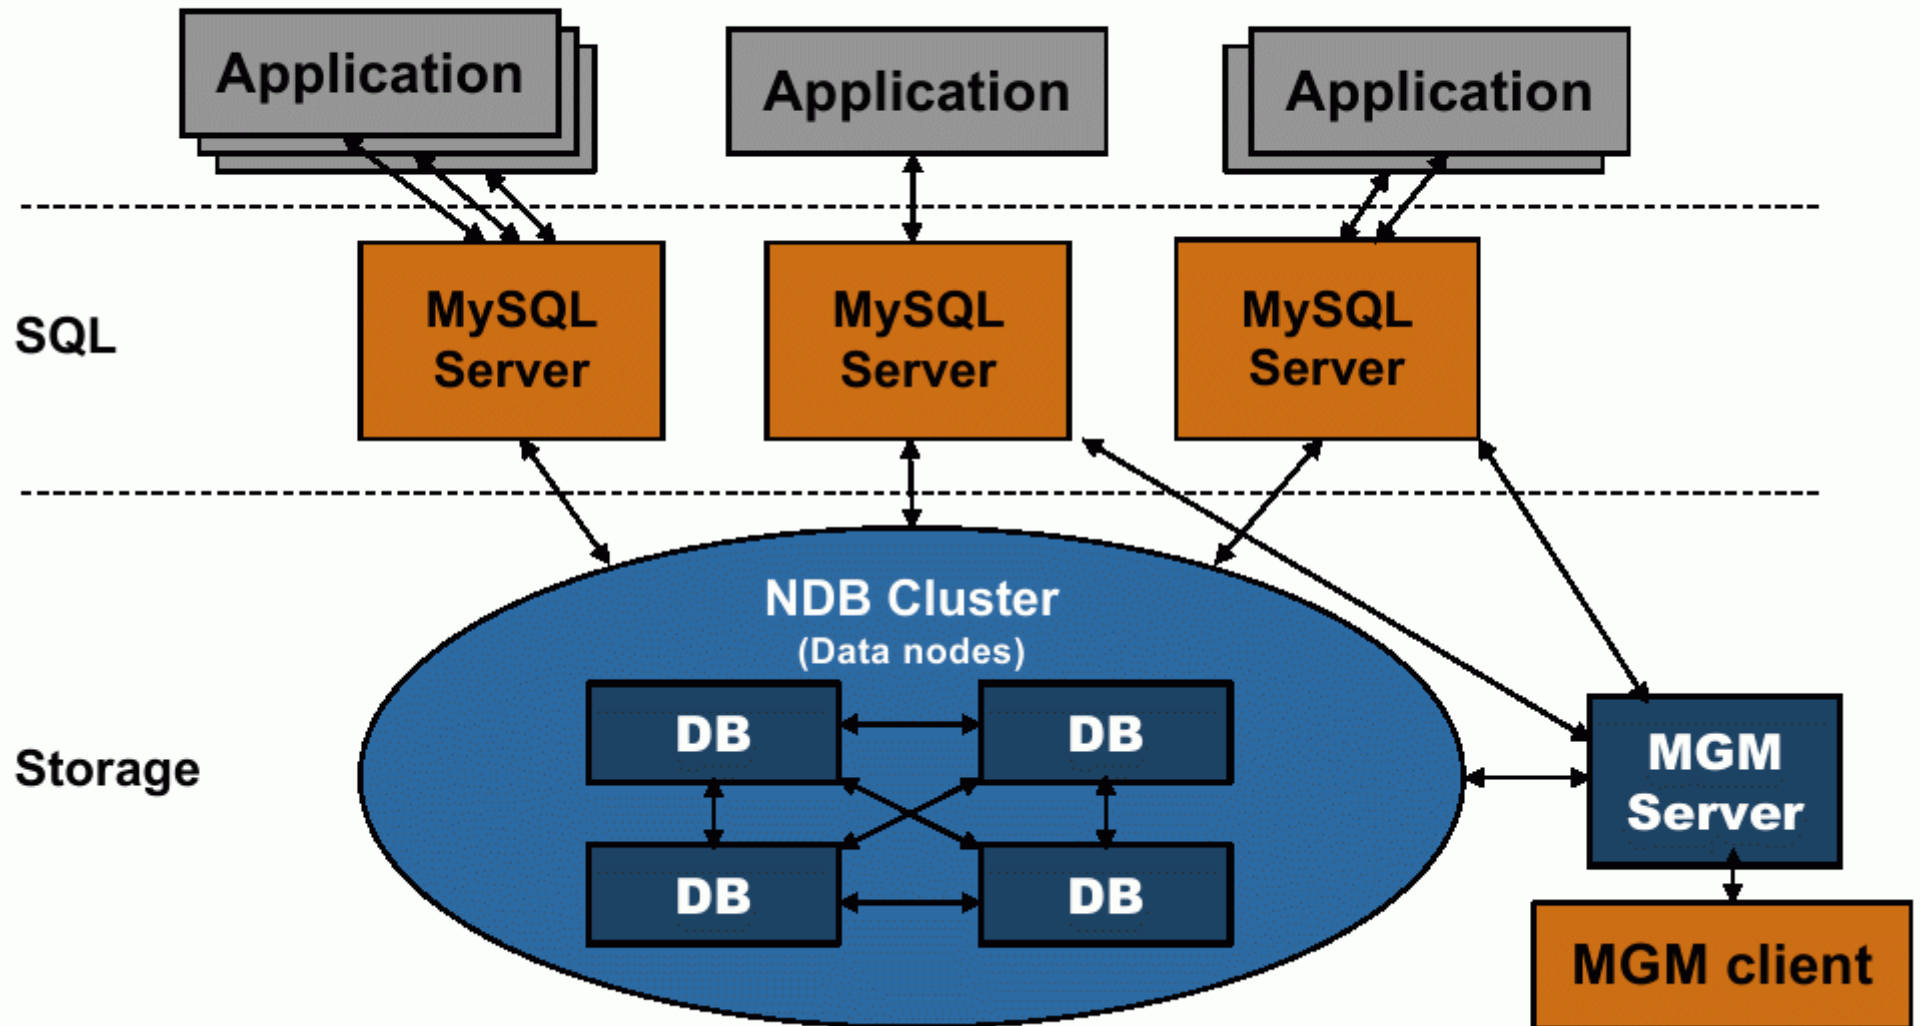 Application
Application
Application
SQL
MySQL
Server
MySQL
Server
MySQL
Server
NDB Cluster
(Data nodes)
Storage
DB
DB
DB
DB
MGM
Server
MGM client